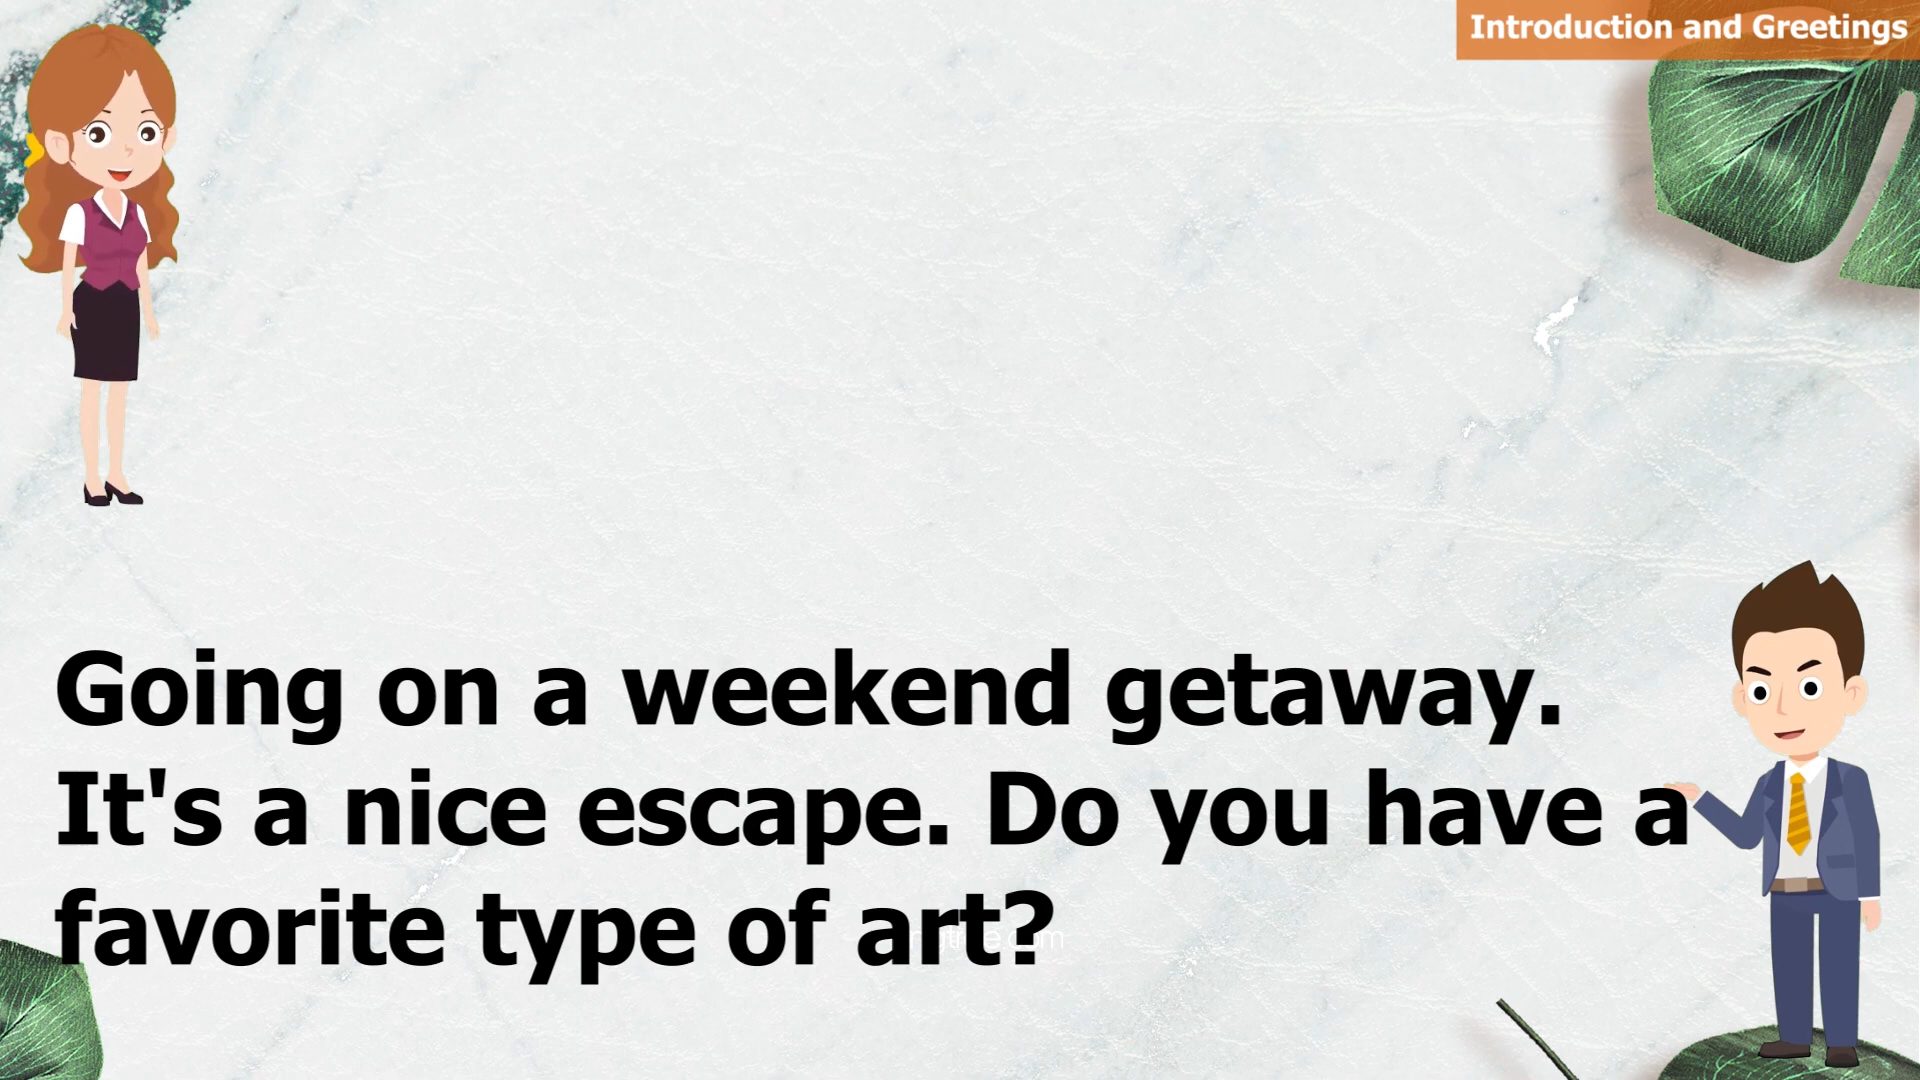 Introduction and Greetings
Going on a weekend getaway.
It's a nice escape. Do you have a
favorite type of art?